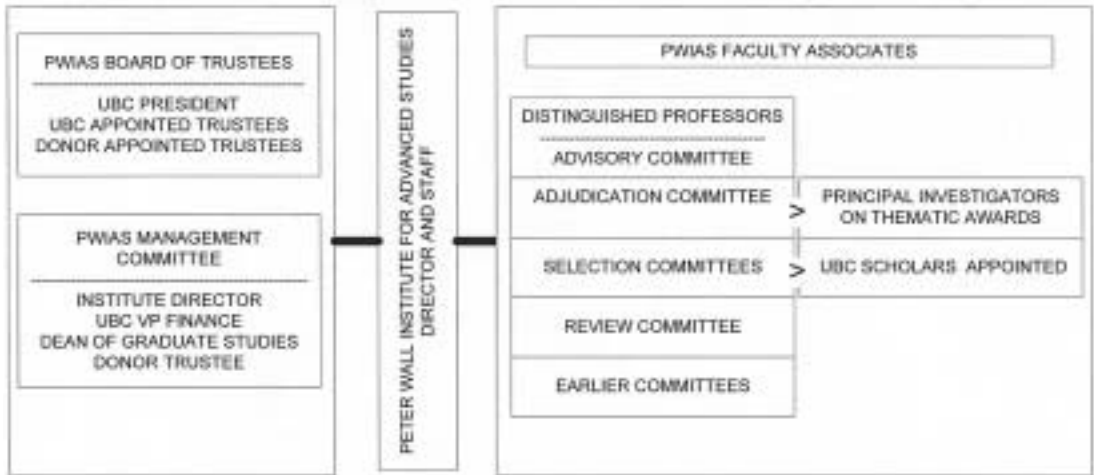 PWIAS BOARD OF TRUSTEES
UBC PRESIDENT
UBC APPOINTED TRUSTEES
DONOR APPOINTED TRUSTEES
PWIAS MANAGEMENT
COMMITTEE
INSTITUTE DIRECTOR
UBC VP FINANCE
DEAN OF GRADUATE STUDIES
DONOR TRUSTEE
PETER WALL INSTITUTE FOR ADVANCED STUDIES
DIRECTOR AND STAFF
PWIAS FACULTY ASSOCIATES
DISTINGUISHED PROFESSORS
ADVISORY COMMITTEE
ADJUDICATION COMMITTEE
>
PRINCIPAL INVESTIGATORS
ON THEMATIC AWARDS
SELECTION COMMITTEES
>
UBC SCHOLARS APPOINTED
REVIEW COMMITTEE
EARLIER COMMITTEES